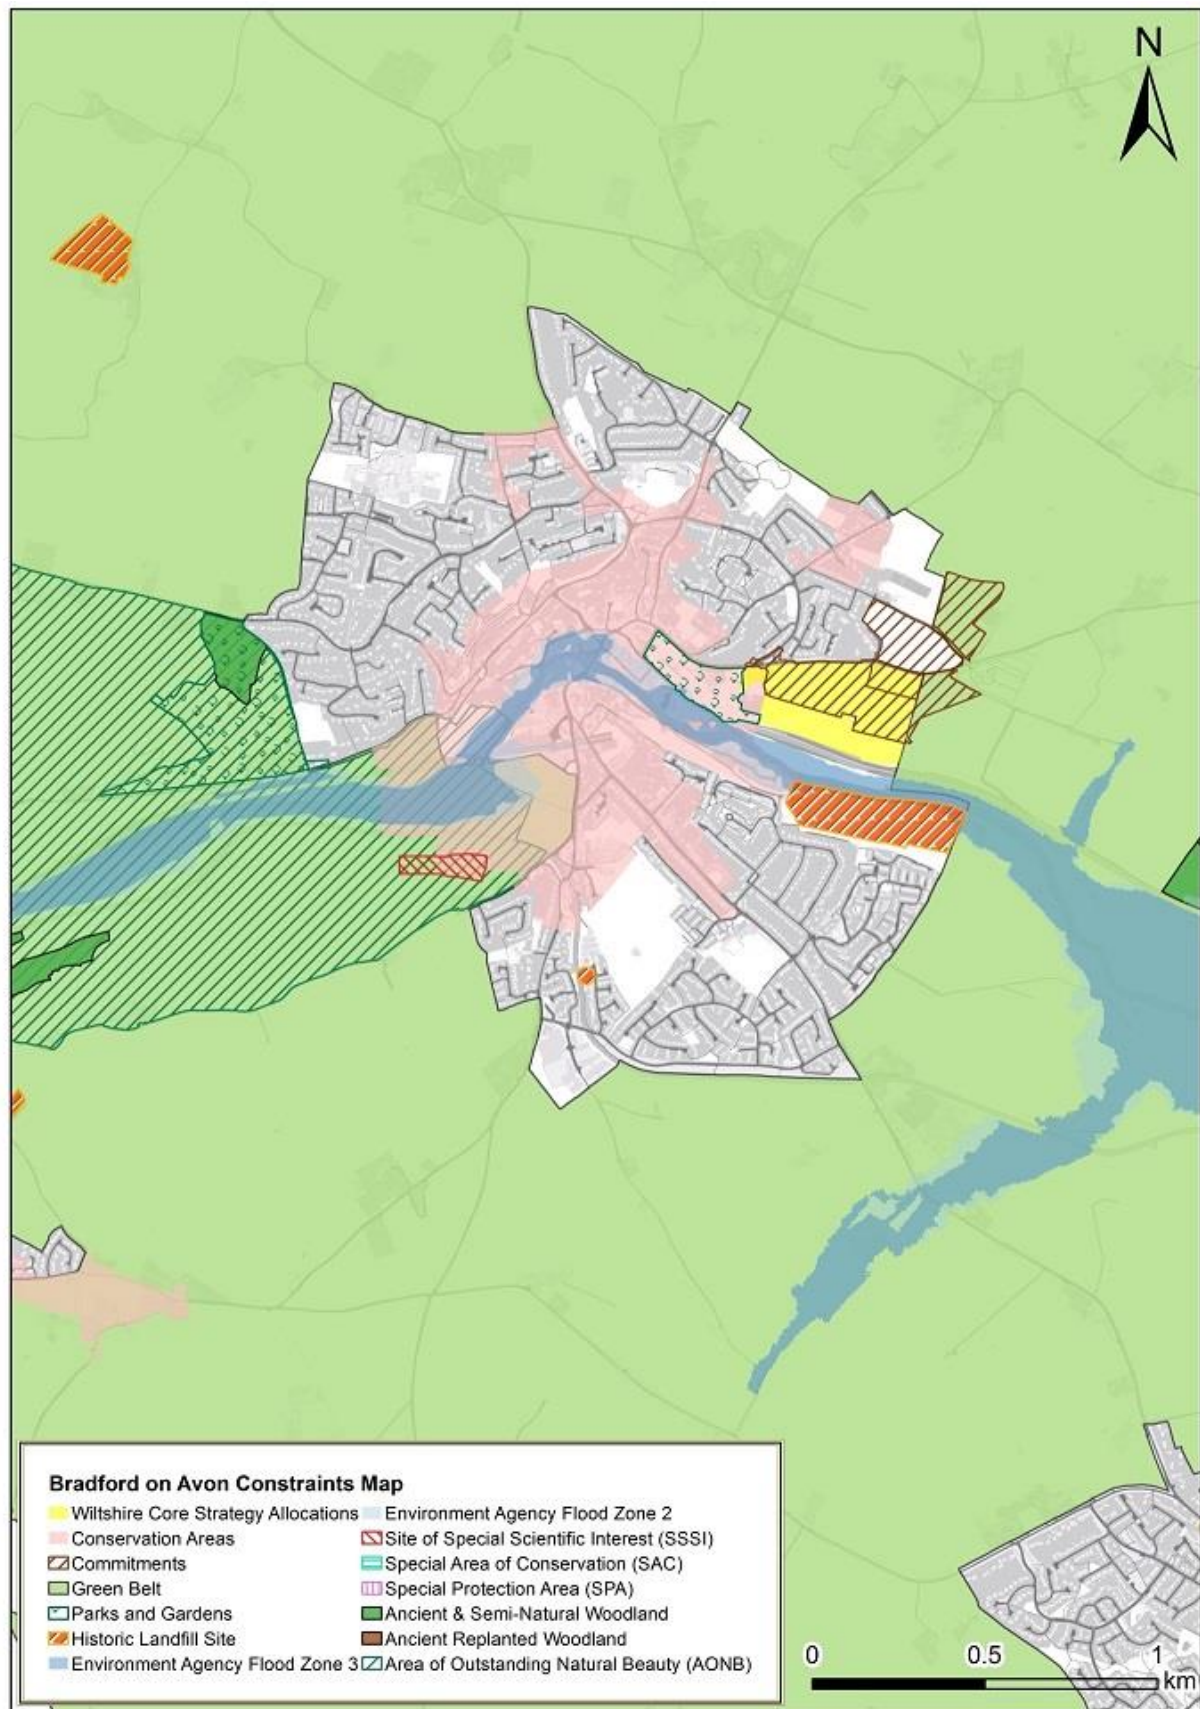 N
Bradford on Avon Constraints Map
Wiltshire Core Strategy Allocations
Conservation Areas
Commitments
Green Belt
Parks and Gardens
Historic Landfill Site
Environment Agency Flood Zone 3
Environment Agency Flood Zone 2
Site of Special Scientific Interest (SSSI)
Special Area of Conservation (SAC)
Special Protection Area (SPA)
Ancient & Semi-Natural Woodland
Ancient Replanted Woodland
Area of Outstanding Natural Beauty (AONB)
0 0.5 1
km